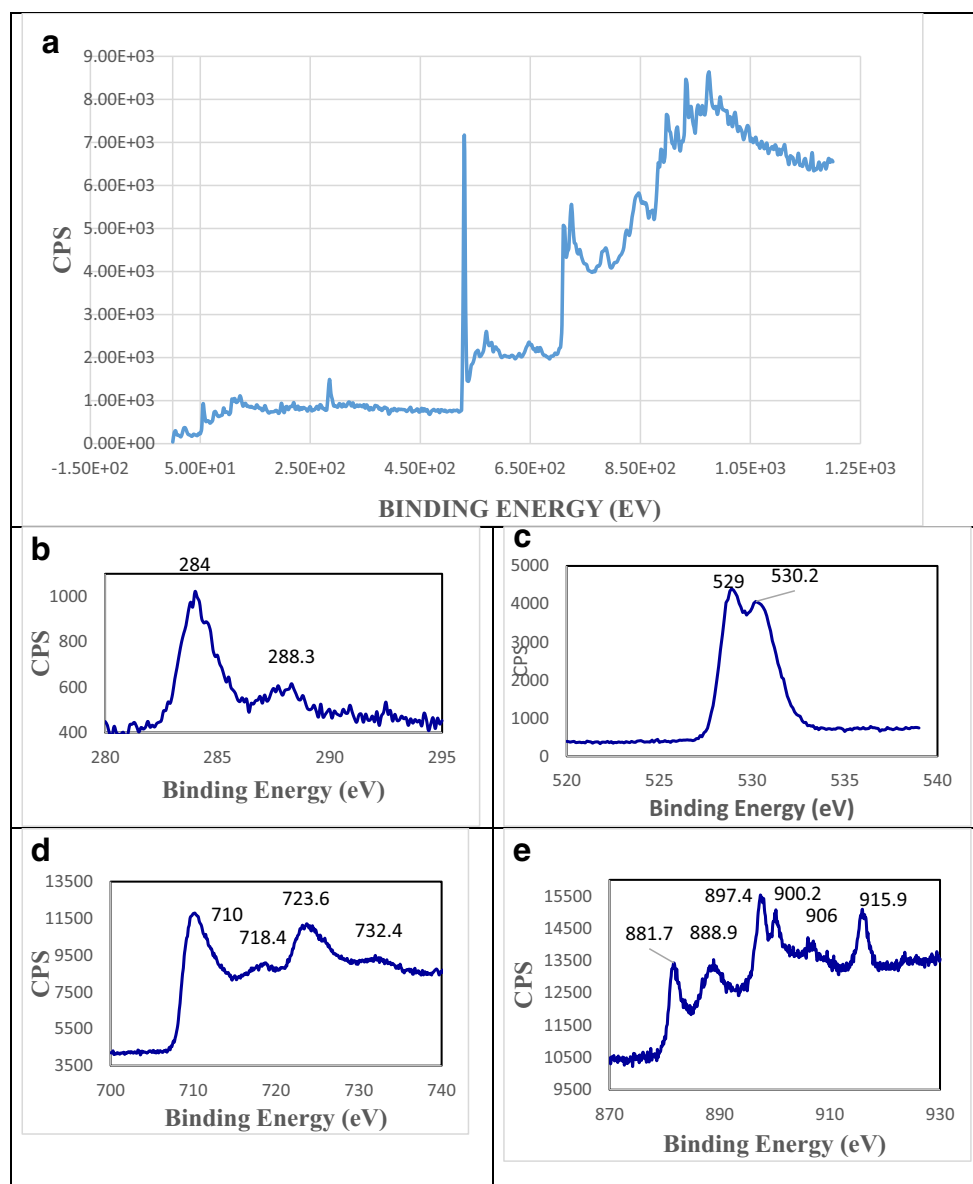 a
9.00E+03
8.00E+03
7.00E+03
6.00E+03
5.00E+03
4.00E+03
3.00E+03
2.00E+03
1.00E+03
0.00E+00
CPS
-1.50E+02 5.00E+01 2.50E+02 4.50E+02 6.50E+02 8.50E+02 1.05E+03 1.25E+03
BINDING ENERGY (EV)
b
284
288.3
1000
800
600
400
CPS
280 285 290 295
Binding Energy (eV)
c
529
530.2
5000
4000
3000
2000
1000
0
CPS
520 525 530 535 540
Binding Energy (eV)
d
710
718.4
723.6
732.4
13500
11500
9500
7500
5500
3500
CPS
700 710 720 730 740
Binding Energy (eV)
e
881.7
888.9
897.4
900.2
906
915.9
15500
14500
13500
12500
11500
10500
9500
CPS
870 890 910 930
Binding Energy (eV)